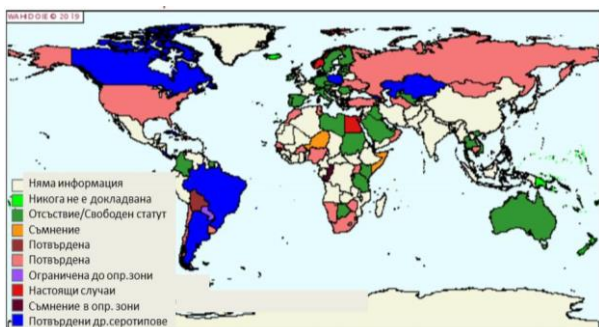 WAHID(OIE) © 2019
Няма информация
Никога не е докладвана
Отсъствие/Свободен статут
Съмнение
Потвърдена
Потвърдена
Ограничена до опр.зони
Настоящи случаи
Съмнение в опр. зони
Потвърдени др.серотипове